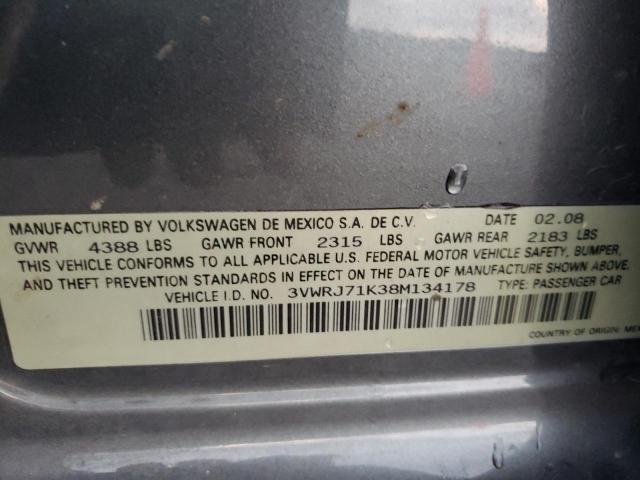 MANUFACTURED BY VOLKSWAGEN DE MEXICO S.A. DE C.V. DATE 02.08
GVWR 4388 LBS GAWR FRONT 2315 LBS GAWR REAR 2183 LBS
THIS VEHICLE CONFORMS TO ALL APPLICABLE U.S. FEDERAL MOTOR VEHICLE SAFETY, BUMPER,
AND THEFT PREVENTION STANDARDS IN EFFECT ON THE DATE OF MANUFACTURE SHOWN ABOVE.
VEHICLE I.D. NO. 3VWRJ71K38M134178 TYPE: PASSENGER CAR
COUNTRY OF ORIGIN: